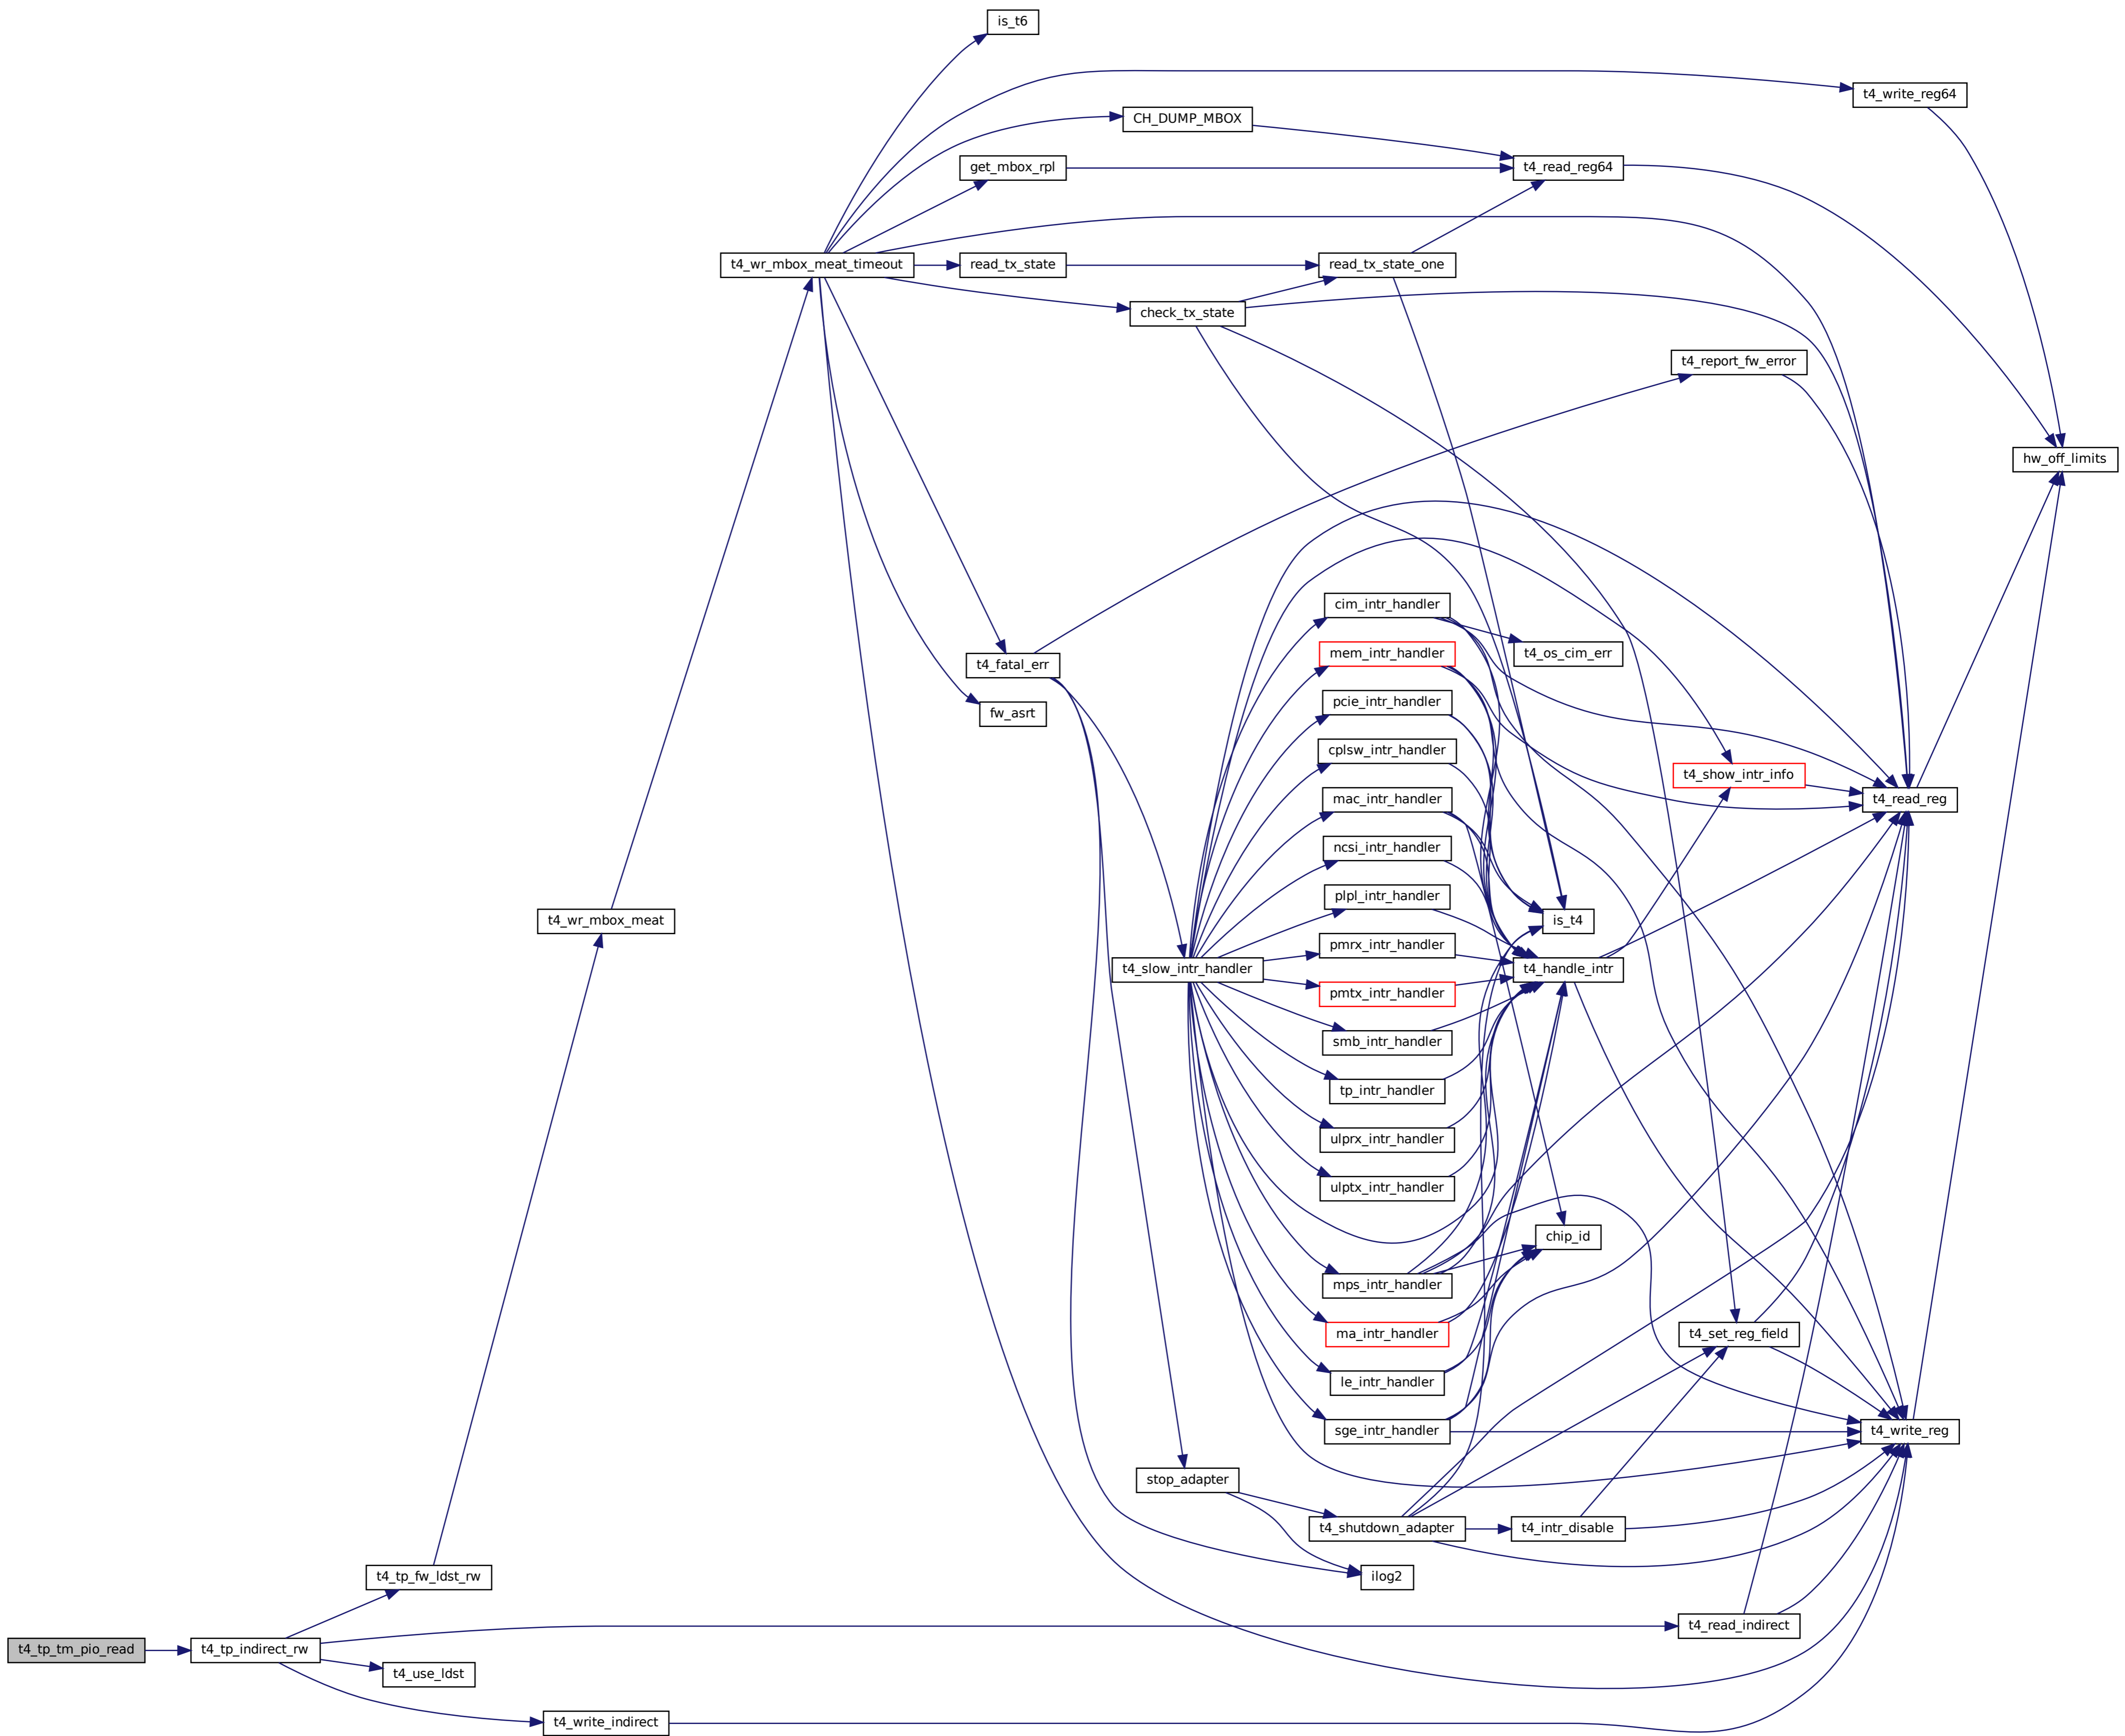 is_t6
t4_write_reg64
CH_DUMP_MBOX
get_mbox_rpl
t4_read_reg64
t4_wr_mbox_meat_timeout
read_tx_state
read_tx_state_one
check_tx_state
t4_report_fw_error
hw_off_limits
cim_intr_handler
t4_fatal_err
mem_intr_handler
t4_os_cim_err
fw_asrt
pcie_intr_handler
cplsw_intr_handler
t4_show_intr_info
mac_intr_handler
t4_read_reg
ncsi_intr_handler
plpl_intr_handler
t4_wr_mbox_meat
is_t4
pmrx_intr_handler
t4_slow_intr_handler
t4_handle_intr
pmtx_intr_handler
smb_intr_handler
tp_intr_handler
ulprx_intr_handler
ulptx_intr_handler
chip_id
mps_intr_handler
ma_intr_handler
t4_set_reg_field
le_intr_handler
sge_intr_handler
t4_write_reg
stop_adapter
t4_shutdown_adapter
t4_intr_disable
t4_tp_fw_ldst_rw
ilog2
t4_read_indirect
t4_tp_tm_pio_read
t4_tp_indirect_rw
t4_use_ldst
t4_write_indirect